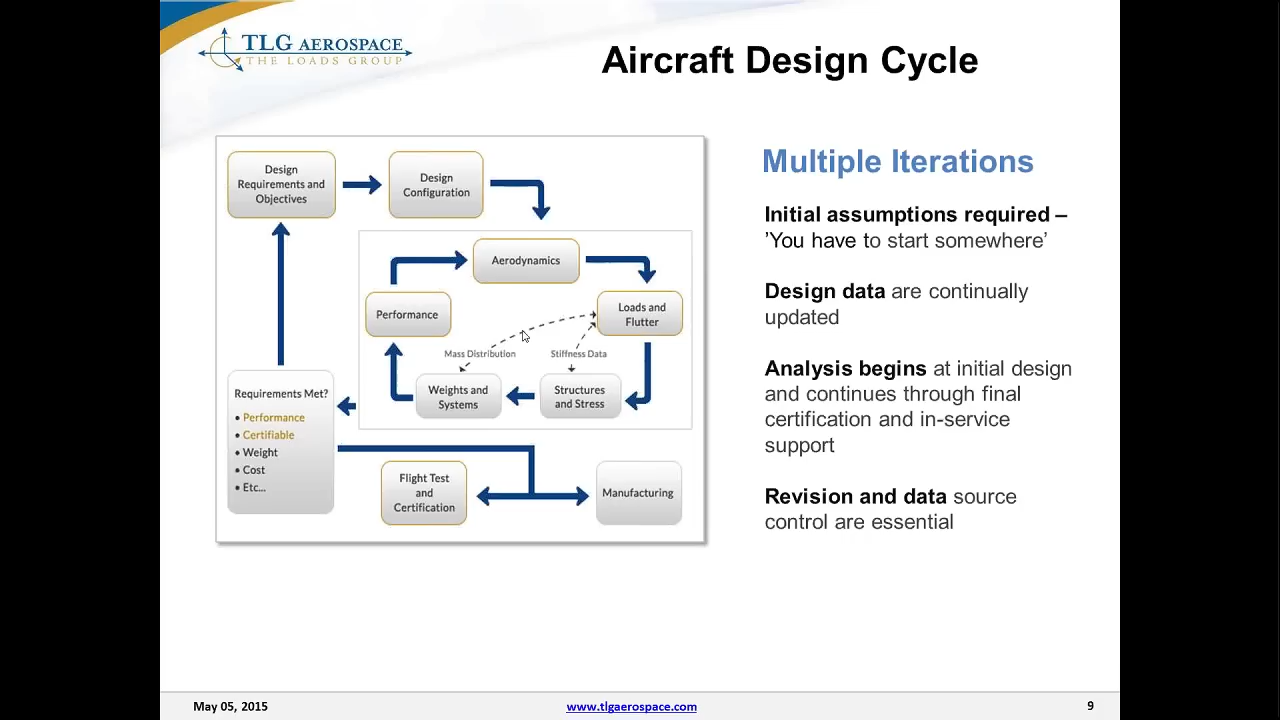 TLG AEROSPACE
THE LOADS GROUP
Aircraft Design Cycle
Design
Requirements and
Objectives
Design
Configuration
Aerodynamics
Performance
Loads and
Flutter
Mass Distribution
Stiffness Data
Weights and
Systems
Structures
and Stress
Requirements Met?
• Performance
• Certifiable
• Weight
• Cost
• Etc...
Flight Test
and
Certification
Manufacturing
Multiple Iterations
Initial assumptions required –
’You have to start somewhere’
Design data are continually
updated
Analysis begins at initial design
and continues through final
certification and in-service
support
Revision and data source
control are essential
May 05, 2015
www.tlgaerospace.com
9